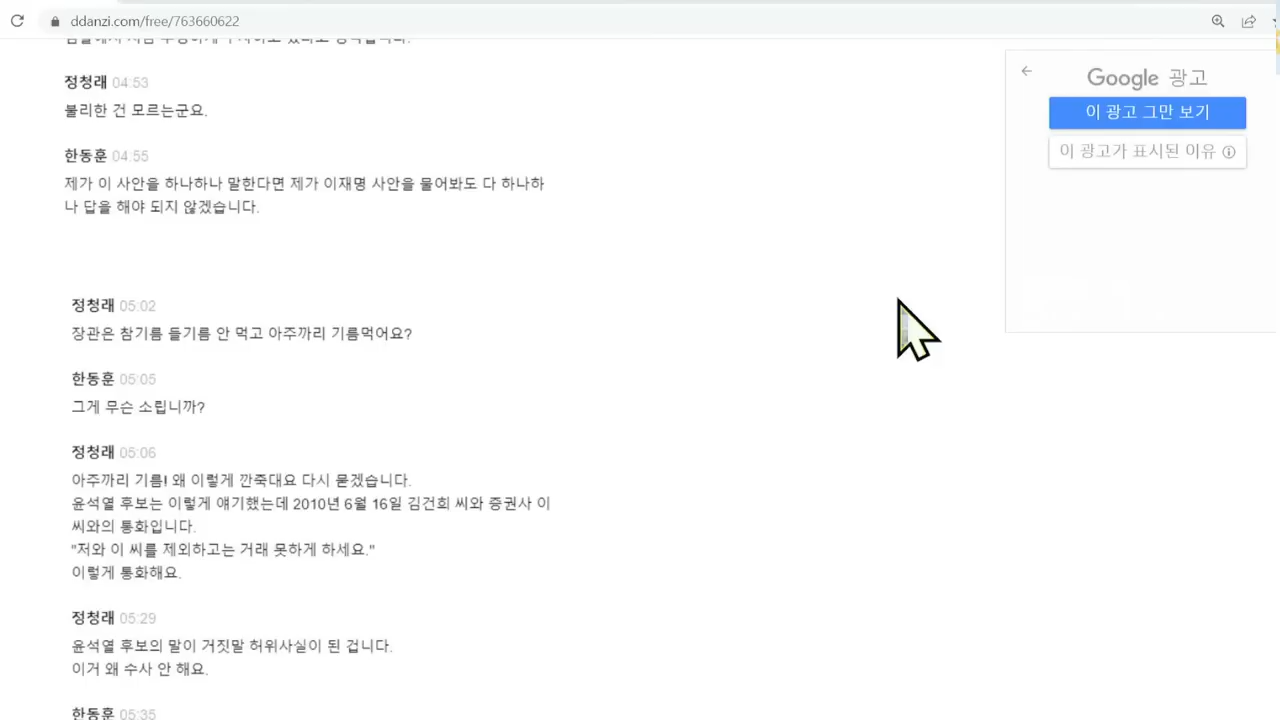 ddanzi.com/free/763660622
정청래 04:53
불리한 건 모르는군요.
한동훈 04:55
제가 이 사안을 하나하나 말한다면 제가 이재명 사안을 물어봐도 다 하나하
나 답을 해야 되지 않겠습니다.
정청래 05:02
장관은 참기름 들기름 안 먹고 아주까리 기름먹어요?
한동훈 05:05
그게 무슨 소립니까?
정청래 05:06
아주까리 기름! 왜 이렇게 깐죽대요 다시 묻겠습니다.
윤석열 후보는 이렇게 얘기했는데 2010년 6월 16일 김건희 씨와 증권사 이
씨와의 통화입니다.
"저와 이 씨를 제외하고는 거래 못하게 하세요."
이렇게 통화해요.
정청래 05:29
윤석열 후보의 말이 거짓말 허위사실이 된 겁니다.
이거 왜 수사 안 해요.
한동훈 05:35
Google 광고
이 광고 그만 보기
이 광고가 표시된 이유